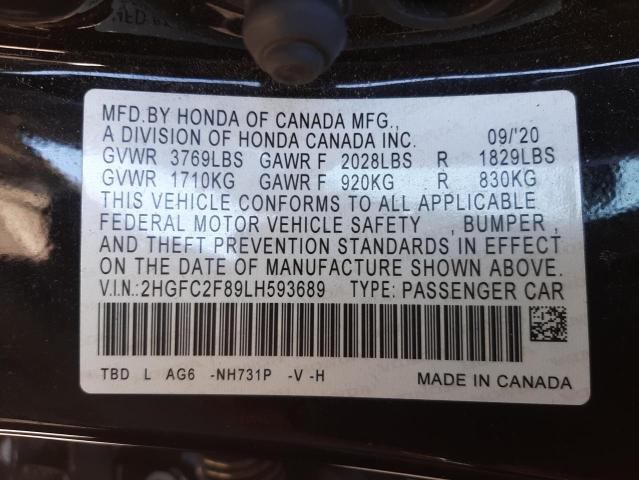 MFD.BY HONDA OF CANADA MFG.,
A DIVISION OF HONDA CANADA INC. 09/'20
GVWR 3769LBS GAWR F 2028LBS R 1829LBS
GVWR 1710KG GAWR F 920KG R 830KG
THIS VEHICLE CONFORMS TO ALL APPLICABLE
FEDERAL MOTOR VEHICLE SAFETY , BUMPER ,
AND THEFT PREVENTION STANDARDS IN EFFECT
ON THE DATE OF MANUFACTURE SHOWN ABOVE.
V.I.N.:2HGFC2F89LH593689 TYPE: PASSENGER CAR
TBD L AG6 -NH731P -V -H MADE IN CANADA